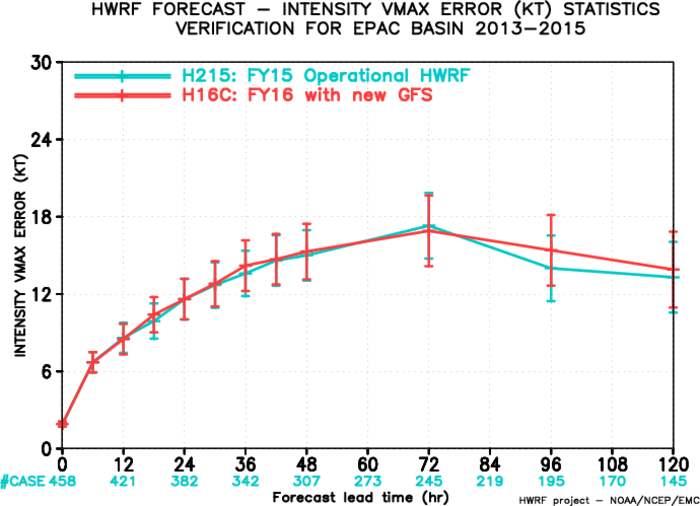 HWRF FORECAST – INTENSITY VMAX ERROR (KT) STATISTICS
VERIFICATION FOR EPAC BASIN 2013–2015
H215: FY15 Operational HWRF
H16C: FY16 with new GFS
INTENSITY VMAX ERROR (KT)
30
24
18
12
6
0
0 12 24 36 48 60 72 84 96 108 120
#CASE 458 421 382 342 307 273 245 219 195 170 145
Forecast lead time (hr)
HWRF project – NOAA/NCEP/EMC